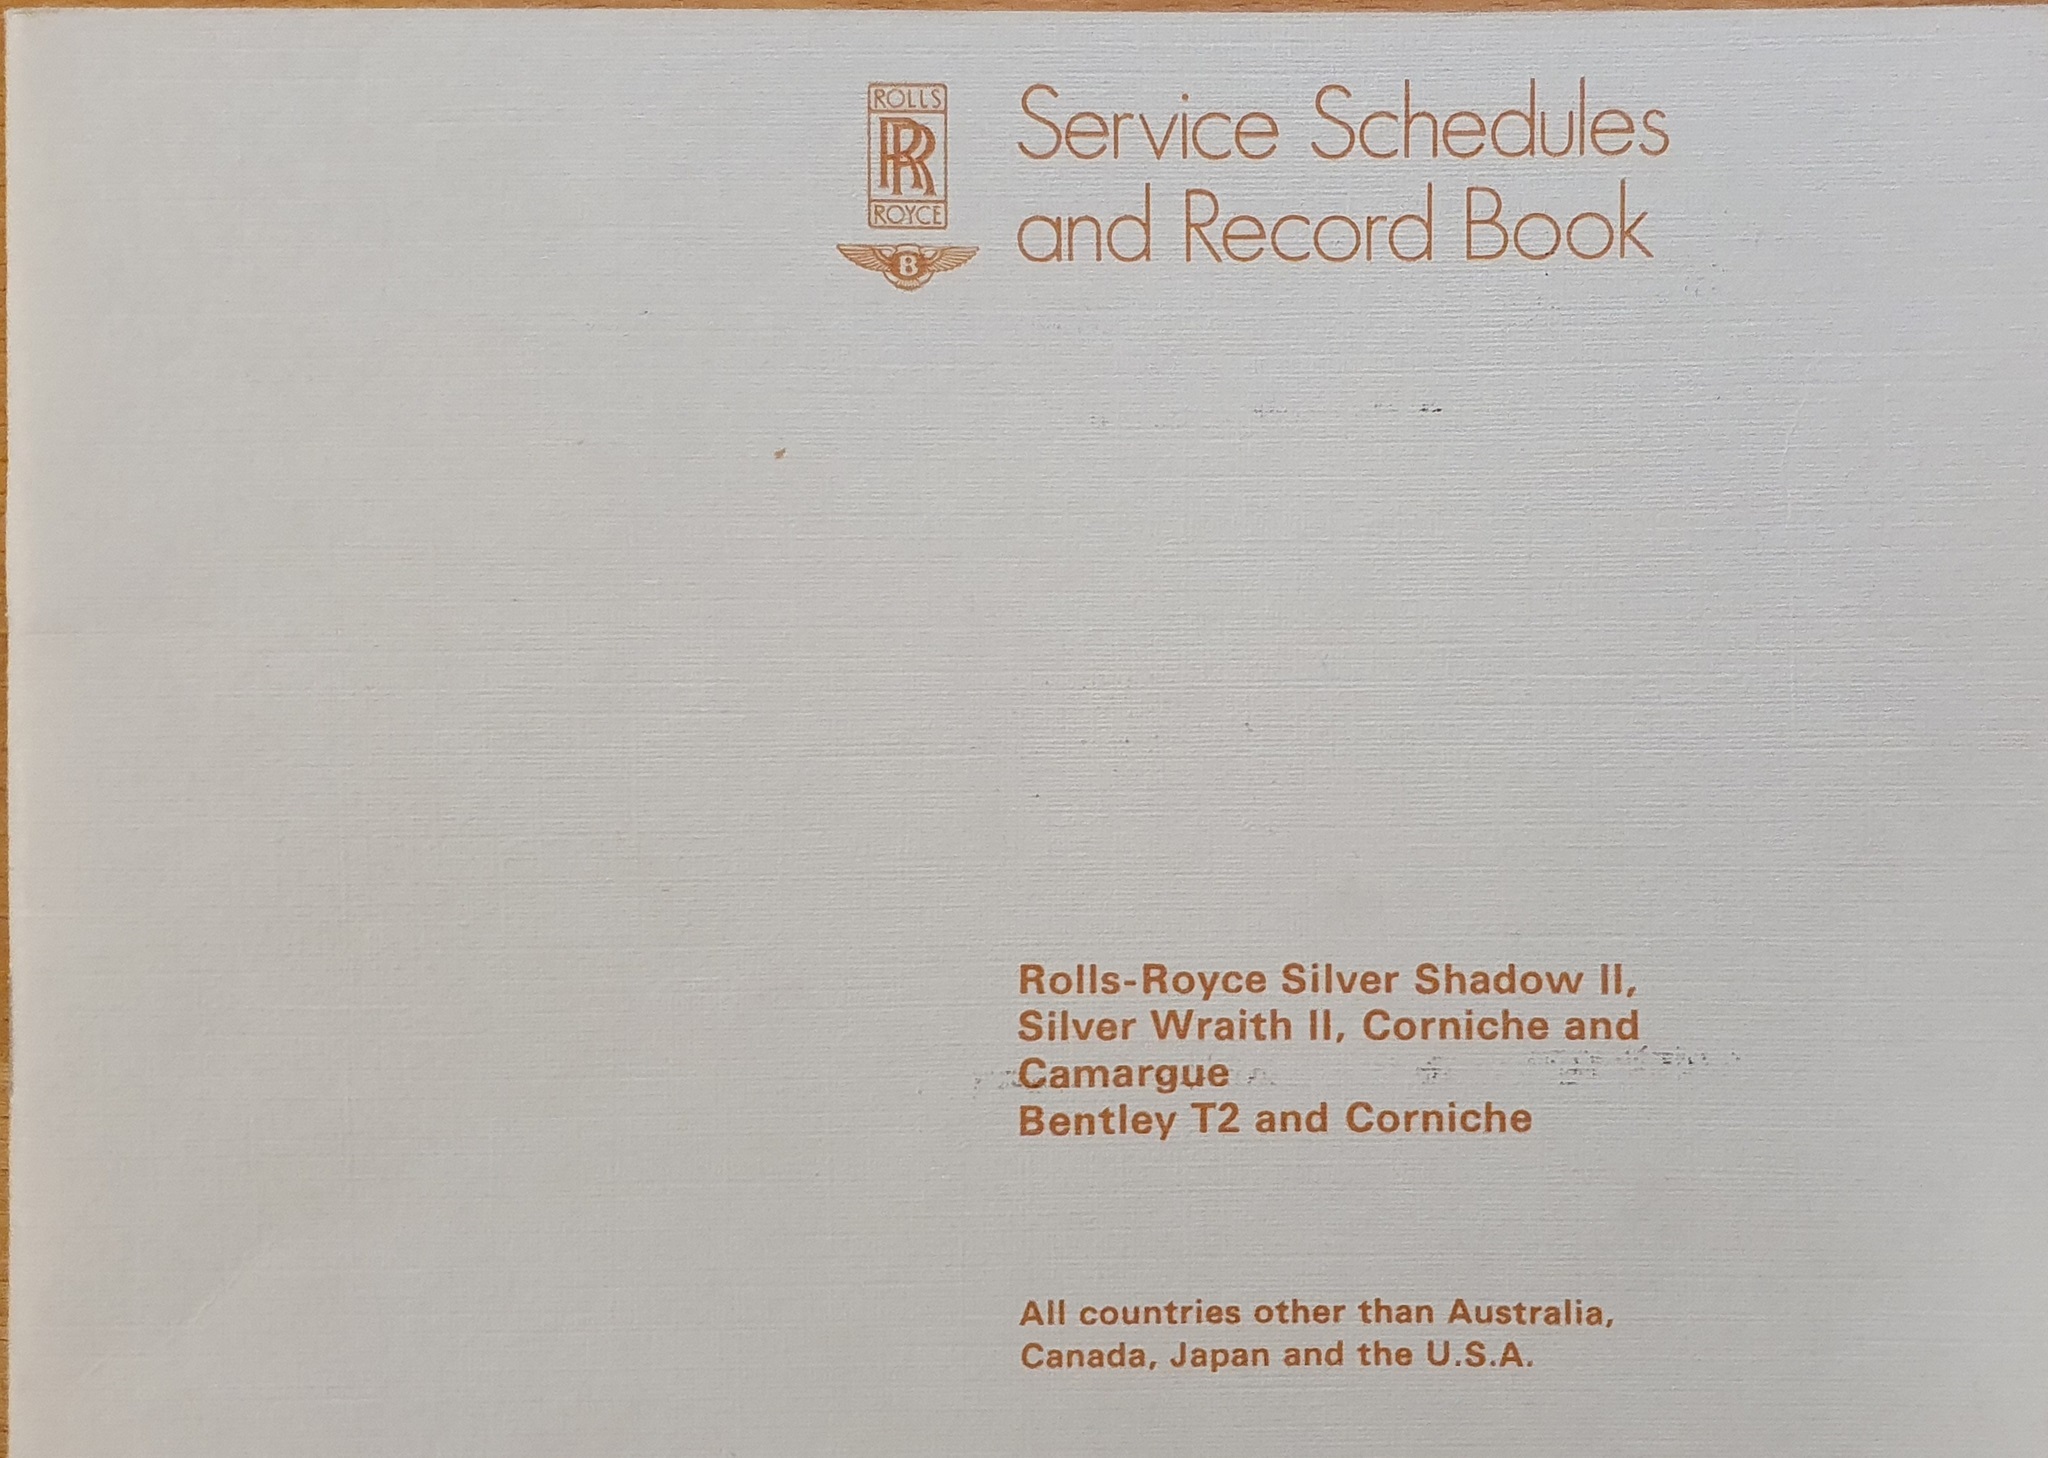 ROLLS
RR
ROYCE
B
Service Schedules
and Record Book
Rolls-Royce Silver Shadow II,
Silver Wraith II, Corniche and
Camargue
Bentley T2 and Corniche
All countries other than Australia,
Canada, Japan and the U.S.A.